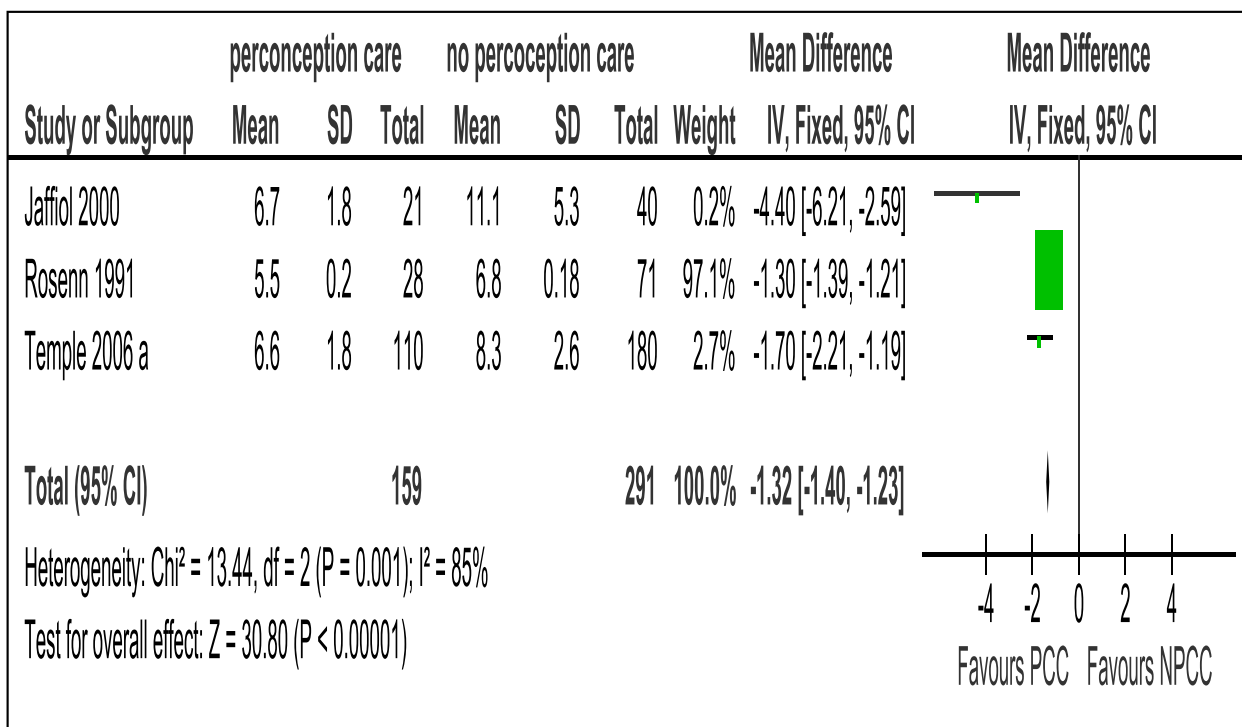 perconception care no percoception care Mean Difference Mean Difference
Study or Subgroup Mean SD Total Mean SD Total Weight IV, Fixed, 95% CI IV, Fixed, 95% CI
Jaffiol 2000 6.7 1.8 21 11.1 5.3 40 0.2% -4.40 [-6.21, -2.59]
Rosenn 1991 5.5 0.2 28 6.8 0.18 71 97.1% -1.30 [-1.39, -1.21]
Temple 2006 a 6.6 1.8 110 8.3 2.6 180 2.7% -1.70 [-2.21, -1.19]
Total (95% CI) 159 291 100.0% -1.32 [-1.40, -1.23]
Heterogeneity: Chi² = 13.44, df = 2 (P = 0.001); I² = 85%
Test for overall effect: Z = 30.80 (P < 0.00001)
-4 -2 0 2 4
Favours PCC Favours NPCC